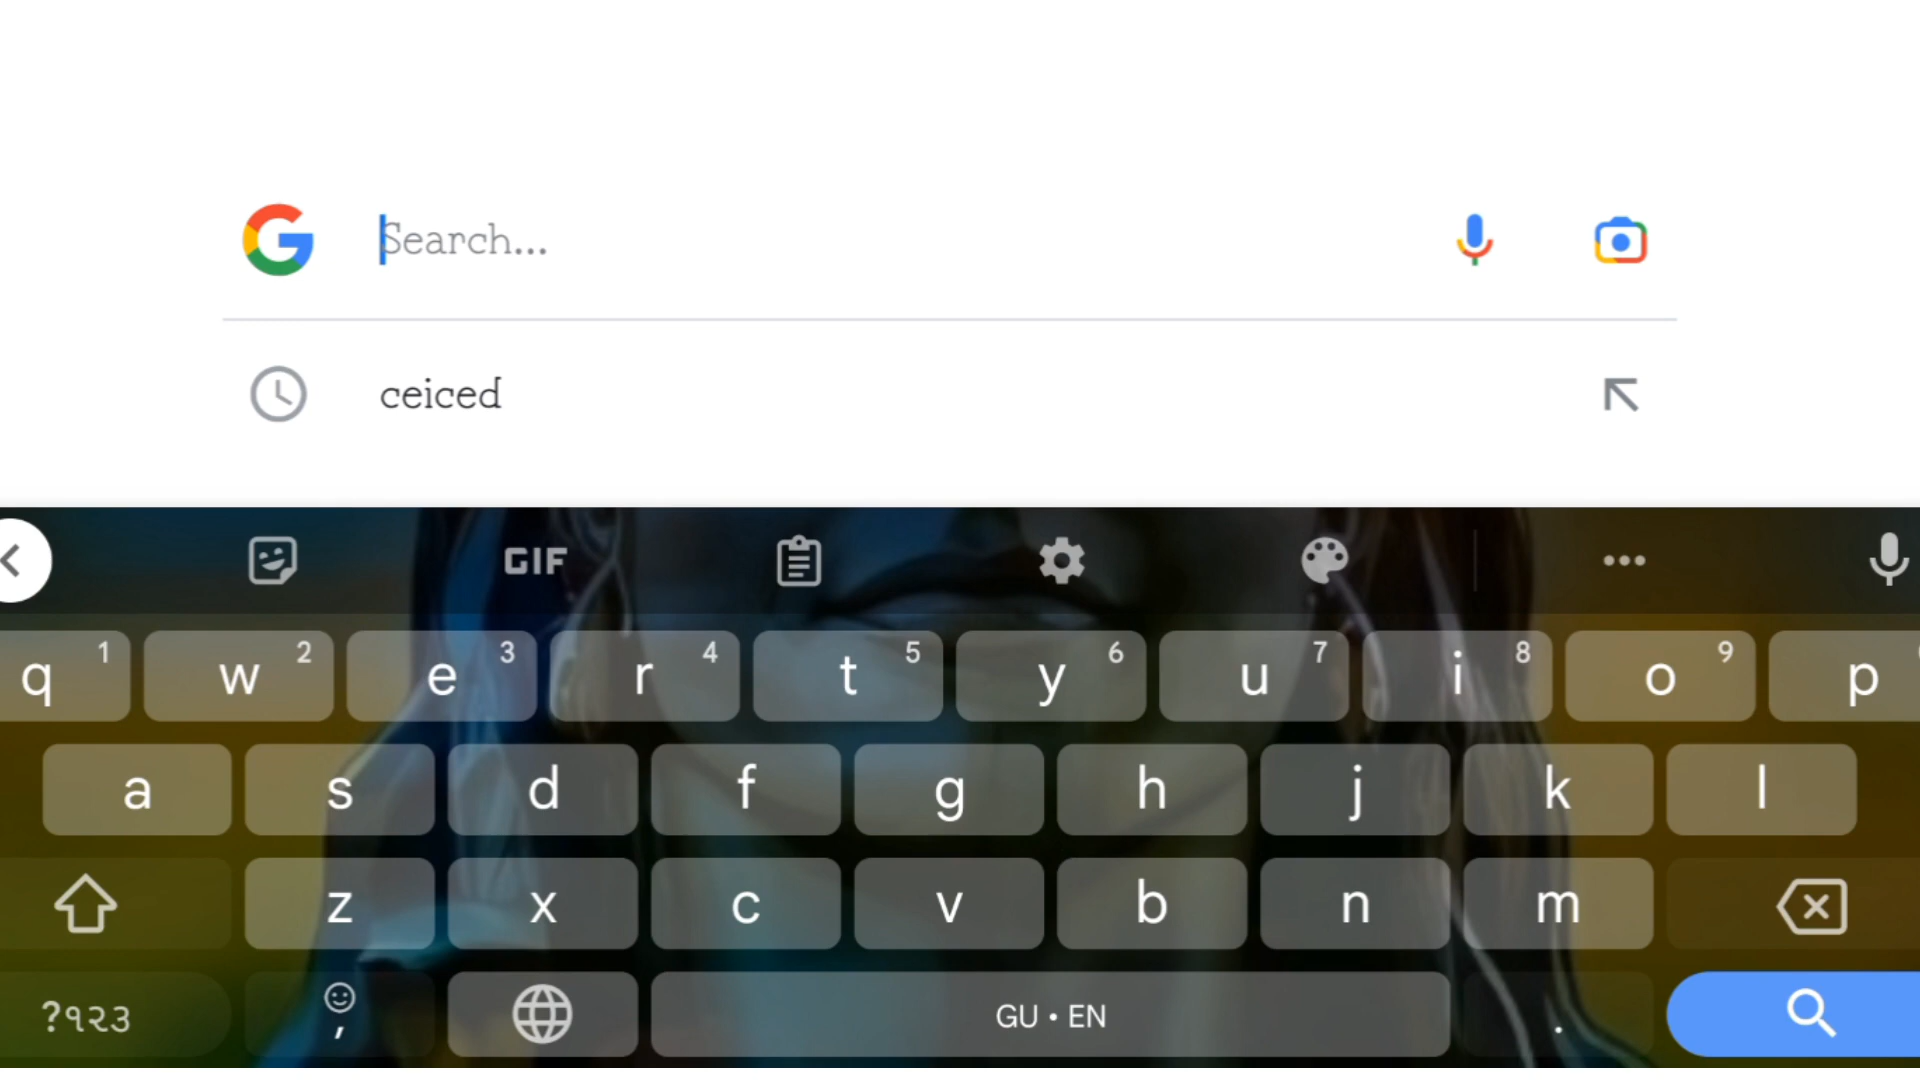 Search...
ceiced
GIF
q 1 w 2 e 3 r 4 t 5 y 6 u 7 i 8 o 9 p
a s d f g h j k l
z x c v b n m
?૧૨૩ , GU • EN .